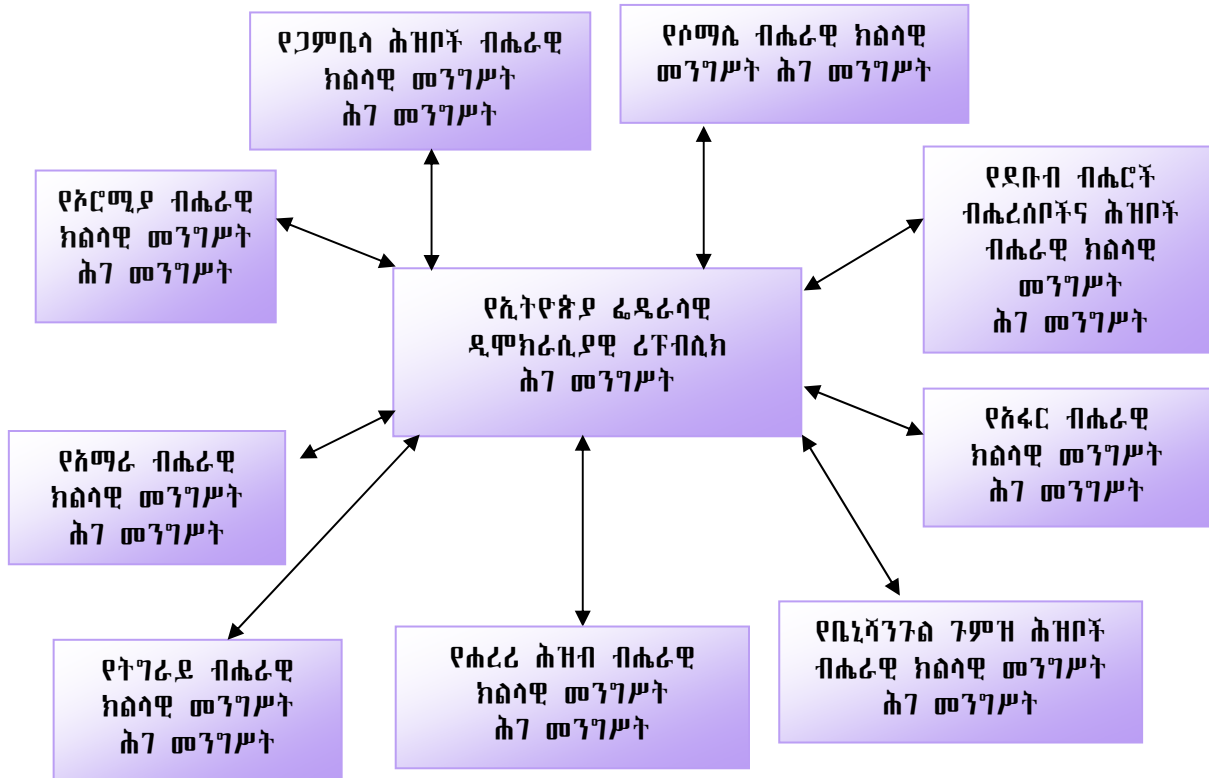 የጋምቤላ ሕዝቦች ብሔራዊ
ክልላዊ መንግሥት
ሕገ መንግሥት
የሶማሌ ብሔራዊ ክልላዊ
መንግሥት ሕገ መንግሥት
የኦሮሚያ ብሔራዊ
ክልላዊ መንግሥት
ሕገ መንግሥት
የደቡብ ብሔሮች
ብሔረሰቦችና ሕዝቦች
ብሔራዊ ክልላዊ
መንግሥት
ሕገ መንግሥት
የኢትዮጵያ ፌዴራላዊ
ዲሞክራሲያዊ ሪፑብሊክ
ሕገ መንግሥት
የአፋር ብሔራዊ
ክልላዊ መንግሥት
ሕገ መንግሥት
የአማራ ብሔራዊ
ክልላዊ መንግሥት
ሕገ መንግሥት
የትግራይ ብሔራዊ
ክልላዊ መንግሥት
ሕገ መንግሥት
የሐረሪ ሕዝብ ብሔራዊ
ክልላዊ መንግሥት
ሕገ መንግሥት
የቤኒሻንጉል ጉምዝ ሕዝቦች
ብሔራዊ ክልላዊ መንግሥት
ሕገ መንግሥት